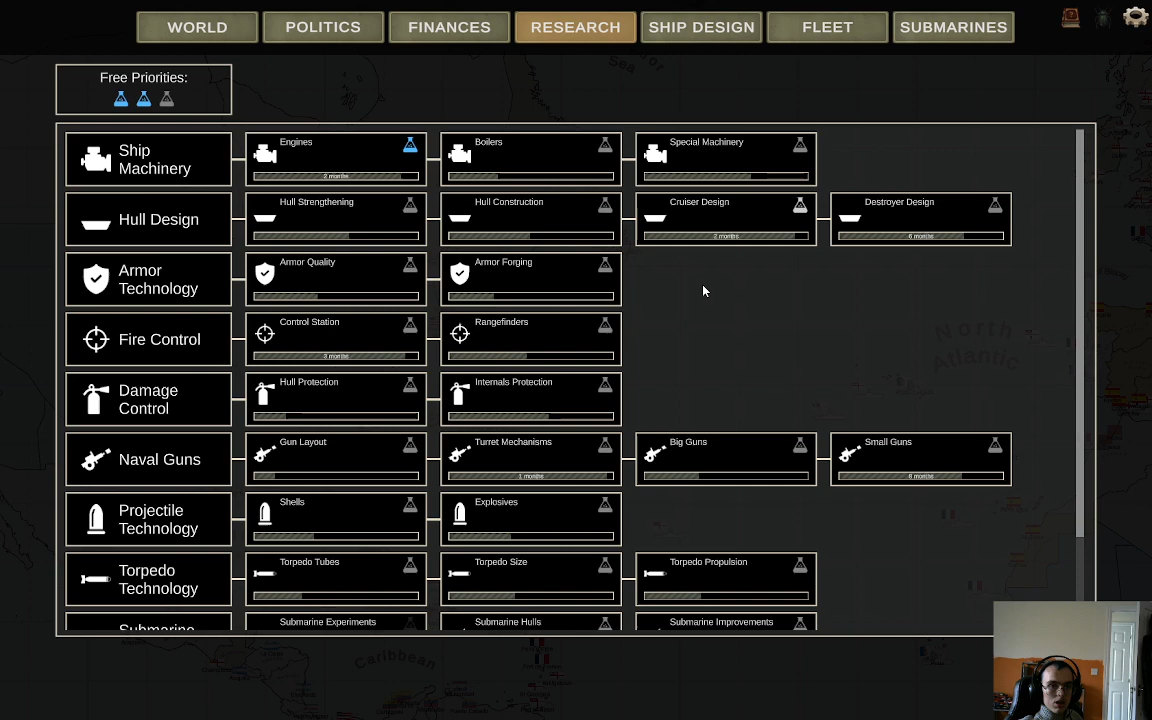 WORLD POLITICS FINANCES RESEARCH SHIP DESIGN FLEET SUBMARINES
Free Priorities:
Ship Machinery
Engines
2 months
Boilers
Special Machinery
Hull Design
Hull Strengthening
Hull Construction
Cruiser Design
2 months
Destroyer Design
6 months
Armor Technology
Armor Quality
Armor Forging
Fire Control
Control Station
3 months
Rangefinders
Damage Control
Hull Protection
Internals Protection
Naval Guns
Gun Layout
Turret Mechanisms
1 months
Big Guns
Small Guns
8 months
Projectile Technology
Shells
Explosives
Torpedo Technology
Torpedo Tubes
Torpedo Size
Torpedo Propulsion
Submarine
Submarine Experiments
Submarine Hulls
Submarine Improvements
Sea
North
Atlantic
Caribbean